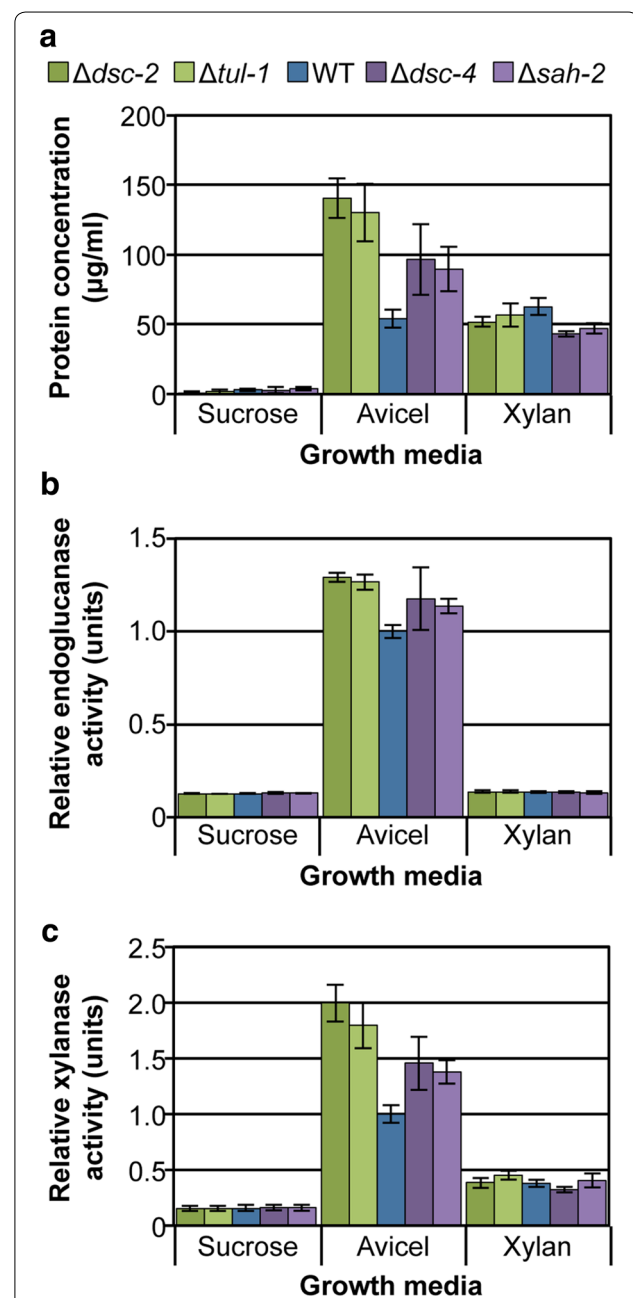 a
Δdsc-2 Δtul-1 WT Δdsc-4 Δsah-2
Protein concentration
(µg/ml)
200
150
100
50
0
Sucrose Avicel Xylan
Growth media
b
Relative endoglucanase
activity (units)
1.5
1.0
0.5
0
Sucrose Avicel Xylan
Growth media
c
Relative xylanase
activity (units)
2.5
2.0
1.5
1.0
0.5
0
Sucrose Avicel Xylan
Growth media